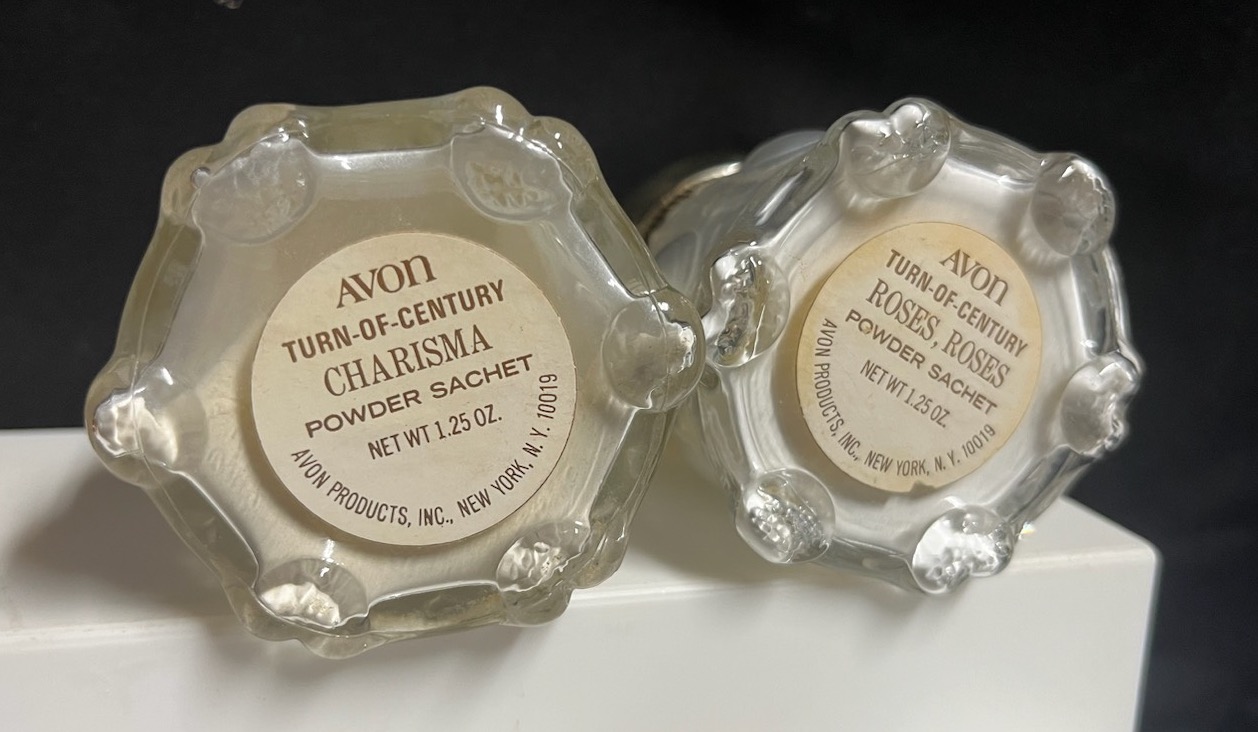 AVON
TURN-OF-CENTURY
CHARISMA
POWDER SACHET
NET WT 1.25 OZ.
AVON PRODUCTS, INC., NEW YORK, N. Y. 10019
AVON
TURN-OF-CENTURY
ROSES, ROSES
POWDER SACHET
NET WT 1.25 OZ.
AVON PRODUCTS, INC., NEW YORK, N. Y. 10019